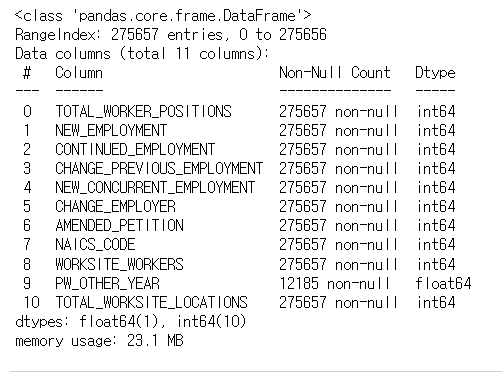 <class 'pandas.core.frame.DataFrame'>
RangeIndex: 275657 entries, 0 to 275656
Data columns (total 11 columns):
 #   Column                      Non-Null Count   Dtype
---  ------                      --------------   -----
 0   TOTAL_WORKER_POSITIONS      275657 non-null  int64
 1   NEW_EMPLOYMENT              275657 non-null  int64
 2   CONTINUED_EMPLOYMENT        275657 non-null  int64
 3   CHANGE_PREVIOUS_EMPLOYMENT  275657 non-null  int64
 4   NEW_CONCURRENT_EMPLOYMENT   275657 non-null  int64
 5   CHANGE_EMPLOYER             275657 non-null  int64
 6   AMENDED_PETITION            275657 non-null  int64
 7   NAICS_CODE                  275657 non-null  int64
 8   WORKSITE_WORKERS            275657 non-null  int64
 9   PW_OTHER_YEAR               12185 non-null   float64
 10  TOTAL_WORKSITE_LOCATIONS    275657 non-null  int64
dtypes: float64(1), int64(10)
memory usage: 23.1 MB